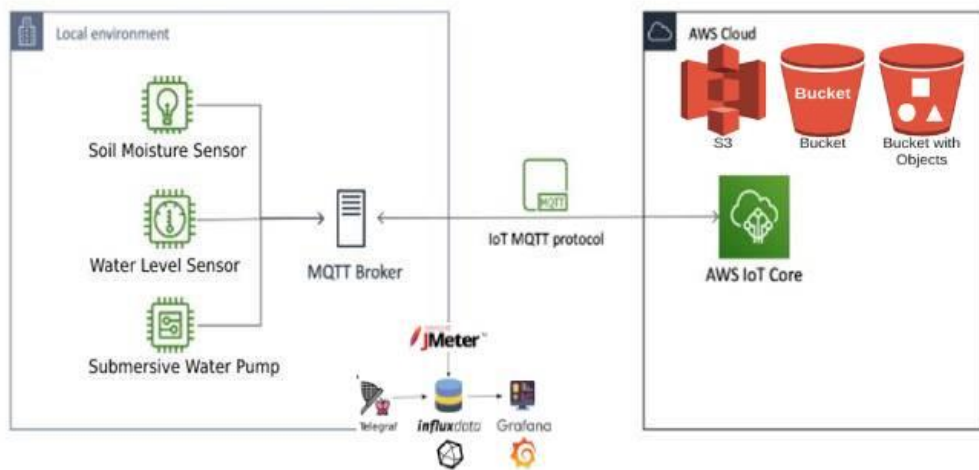 Local environment
AWS Cloud
Bucket
S3
Bucket
Bucket with
Objects
Soil Moisture Sensor
MQTT
IoT MQTT protocol
Water Level Sensor
MQTT Broker
AWS IoT Core
JMeter
Submersive Water Pump
Telegraf
influxdata
Grafana